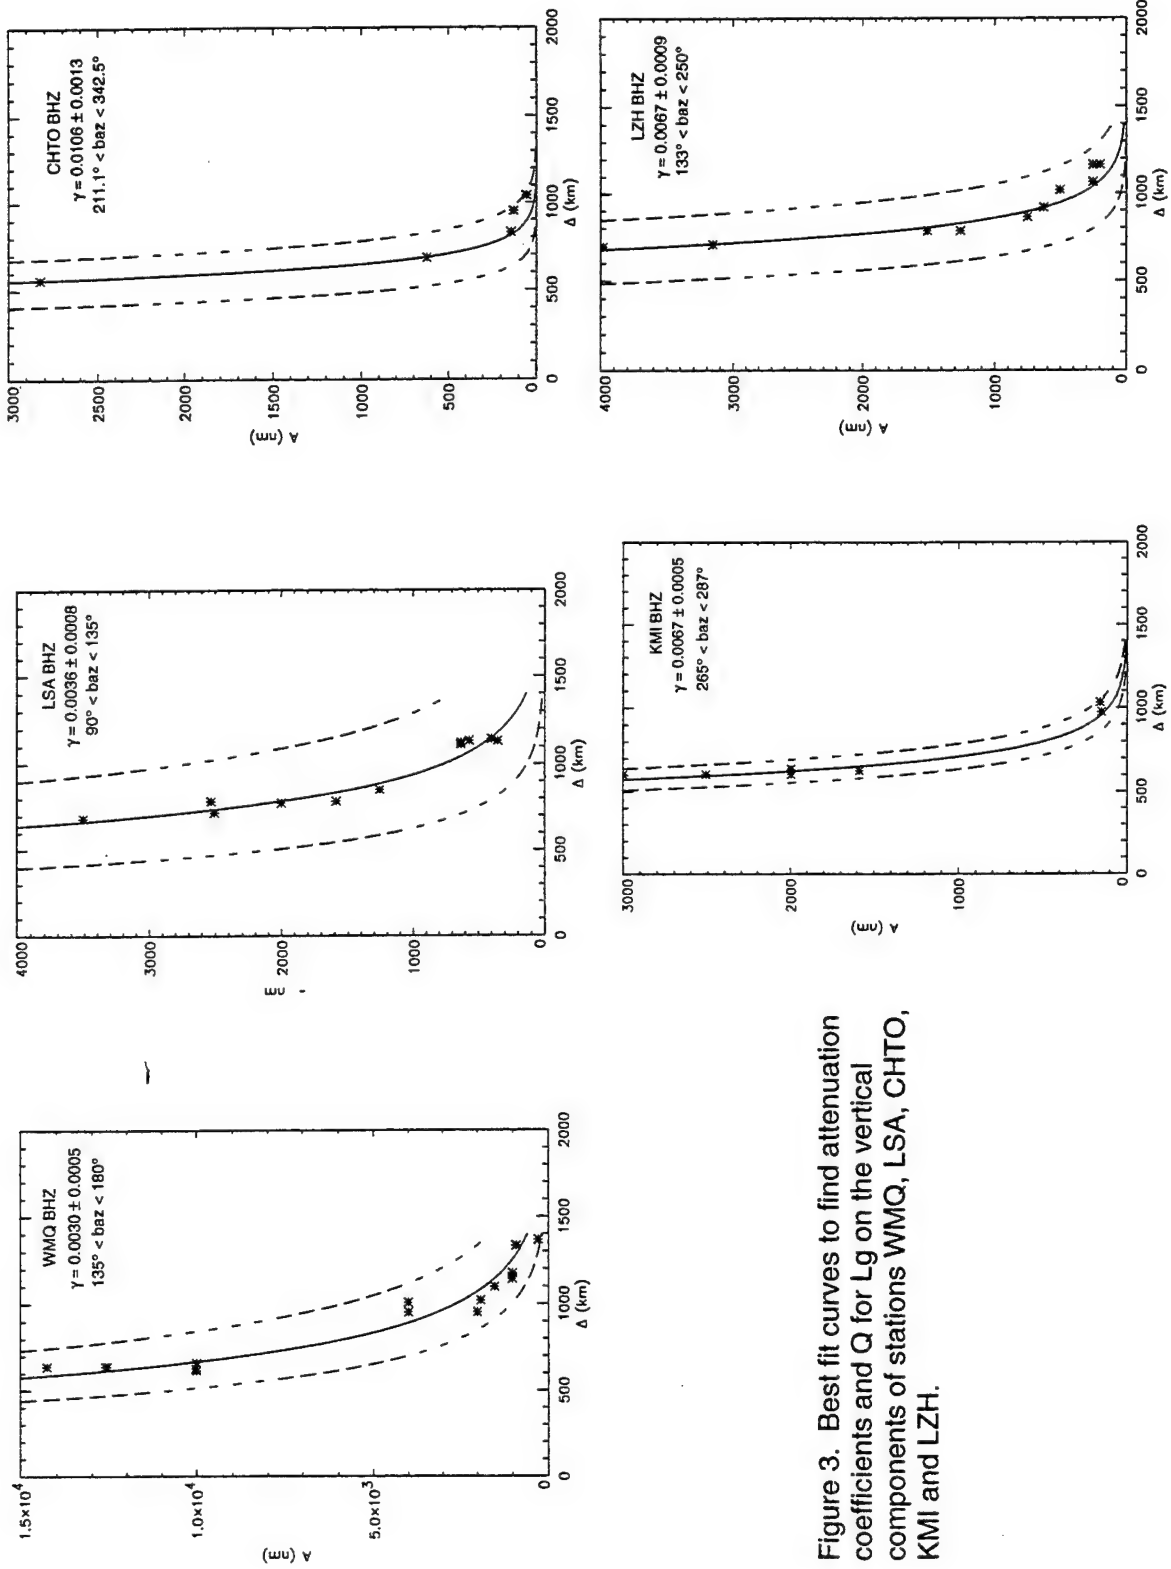 WMQ BHZ
γ = 0.0030 ± 0.0005
135° < baz < 180°
1.5×10⁴
1.0×10⁴
5.0×10³
0
A (nm)
0 500 1000 1500 2000
Δ (km)
LSA BHZ
γ = 0.0036 ± 0.0008
90° < baz < 135°
4000
3000
2000
1000
0
nm
0 500 1000 1500 2000
Δ (km)
CHTO BHZ
γ = 0.0106 ± 0.0013
211.1° < baz < 342.5°
3000
2500
2000
1500
1000
500
0
A (nm)
0 500 1000 1500 2000
Δ (km)
Figure 3. Best fit curves to find attenuation
coefficients and Q for Lg on the vertical
components of stations WMQ, LSA, CHTO,
KMI and LZH.
KMI BHZ
γ = 0.0067 ± 0.0005
265° < baz < 287°
3000
2000
1000
0
A (nm)
0 500 1000 1500 2000
Δ (km)
LZH BHZ
γ = 0.0067 ± 0.0009
133° < baz < 250°
4000
3000
2000
1000
0
A (nm)
0 500 1000 1500 2000
Δ (km)